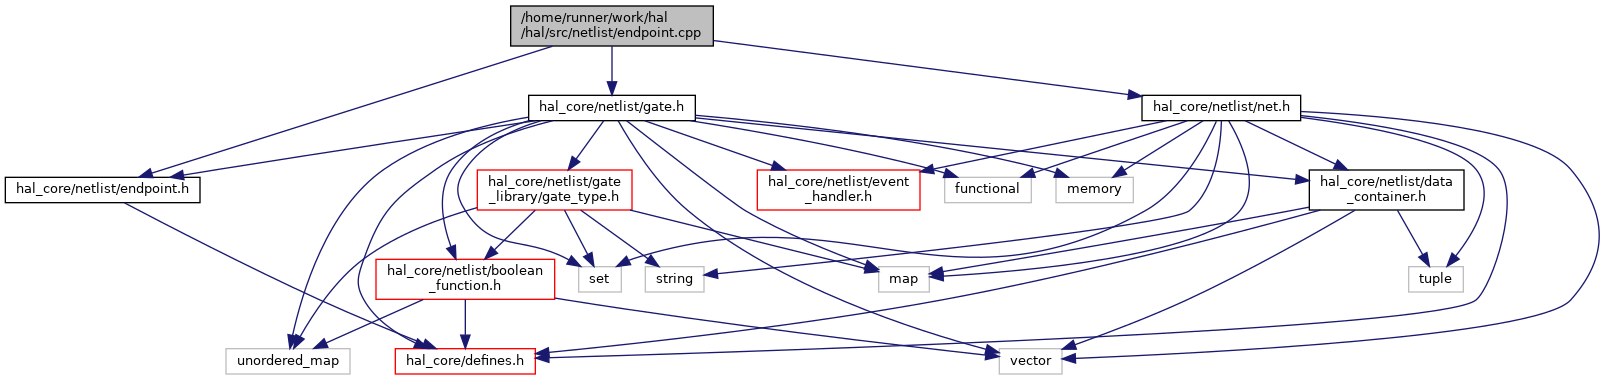 /home/runner/work/hal
/hal/src/netlist/endpoint.cpp
hal_core/netlist/gate.h
hal_core/netlist/net.h
hal_core/netlist/endpoint.h
hal_core/netlist/gate
_library/gate_type.h
hal_core/netlist/event
_handler.h
functional
memory
hal_core/netlist/data
_container.h
hal_core/netlist/boolean
_function.h
set
string
map
tuple
unordered_map
hal_core/defines.h
vector